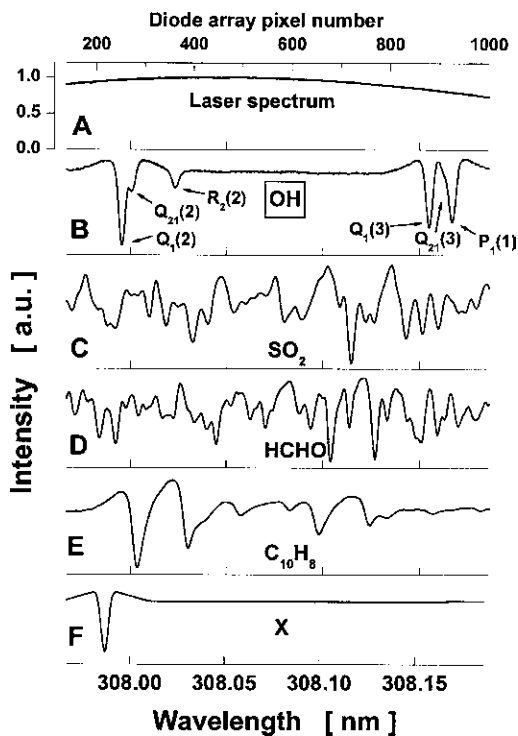 Diode array pixel number
200 400 600 800 1000
1.0
0.5
0.0
Laser spectrum
A
B
Q₂₁(2)
Q₁(2)
R₂(2)
OH
Q₁(3)
Q₂₁(3)
P₁(1)
C
SO₂
D
HCHO
E
C₁₀H₈
F
X
Intensity [ a.u. ]
308.00 308.05 308.10 308.15
Wavelength [ nm ]